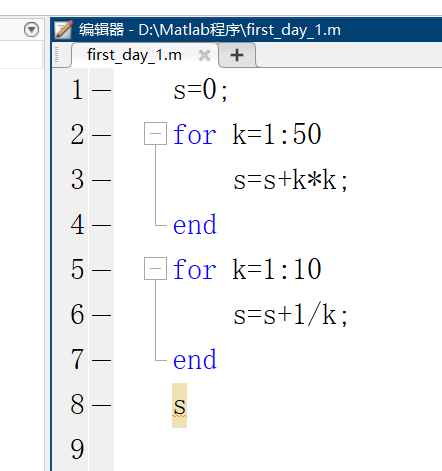 编辑器 - D:\Matlab程序\first_day_1.m
first_day_1.m
1 s=0;
2 for k=1:50
3 s=s+k*k;
4 end
5 for k=1:10
6 s=s+1/k;
7 end
8 s
9